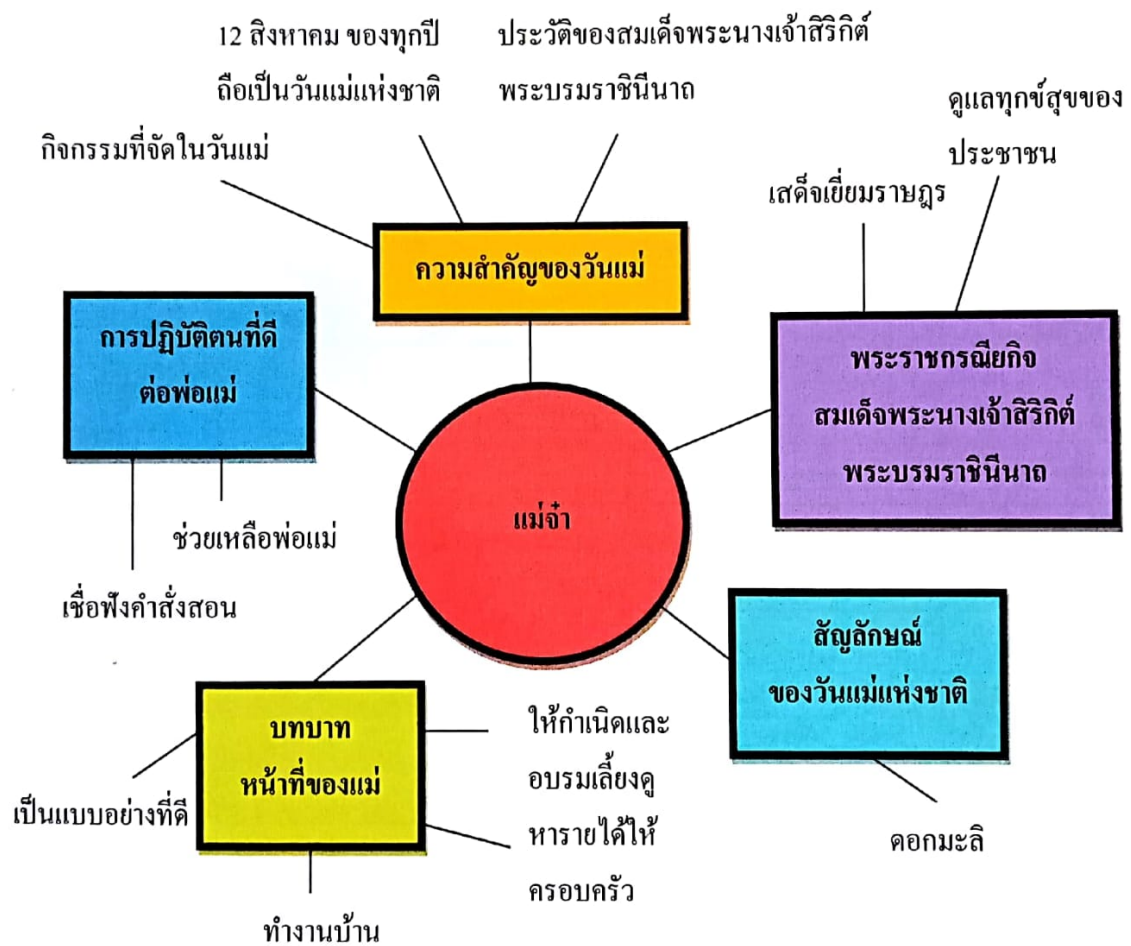 12 สิงหาคม ของทุกปี
ถือเป็นวันแม่แห่งชาติ
ประวัติของสมเด็จพระนางเจ้าสิริกิต์
พระบรมราชินีนาถ
กิจกรรมที่จัดในวันแม่
ดูแลทุกข์สุขของ
ประชาชน
เสด็จเยี่ยมราษฎร
ความสำคัญของวันแม่
การปฏิบัติตนที่ดี
ต่อพ่อแม่
พระราชกรณียกิจ
สมเด็จพระนางเจ้าสิริกิต์
พระบรมราชินีนาถ
แม่จ๋า
ช่วยเหลือพ่อแม่
เชื่อฟังคำสั่งสอน
สัญลักษณ์
ของวันแม่แห่งชาติ
บทบาท
หน้าที่ของแม่
ให้กำเนิดและ
อบรมเลี้ยงดู
หารายได้ให้
ครอบครัว
เป็นแบบอย่างที่ดี
ดอกมะลิ
ทำงานบ้าน